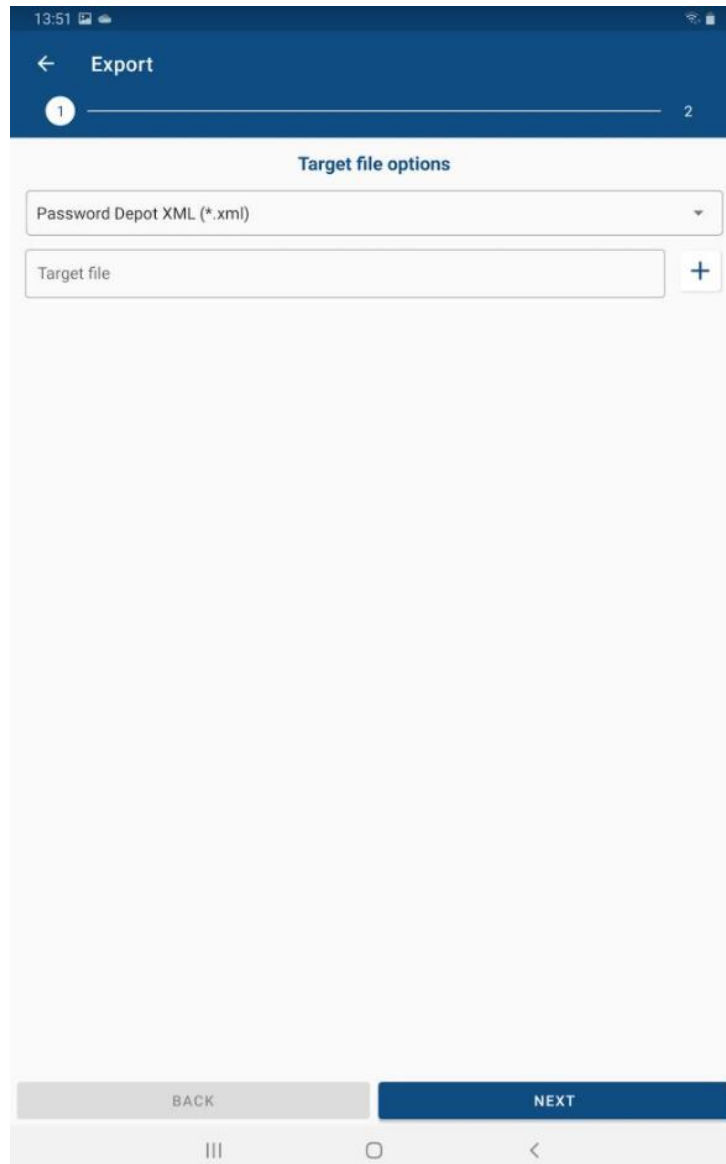 13:51
Export
1 2
Target file options
Password Depot XML (*.xml)
Target file
+
BACK NEXT